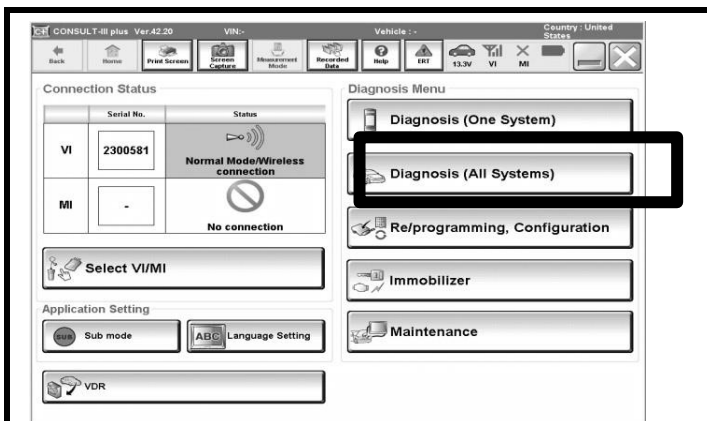 C+ CONSULT-III plus Ver.42.20 VIN:- Vehicle : - Country : United States
Back
Home
Print Screen
Screen Capture
Measurement Mode
Recorded Data
Help
ERT
13.3V
VI
MI
Connection Status
Serial No. Status
VI 2300581 Normal Mode/Wireless
connection
MI - No connection
Select VI/MI
Application Setting
SUB Sub mode
ABC Language Setting
VDR
Diagnosis Menu
Diagnosis (One System)
Diagnosis (All Systems)
Re/programming, Configuration
Immobilizer
Maintenance